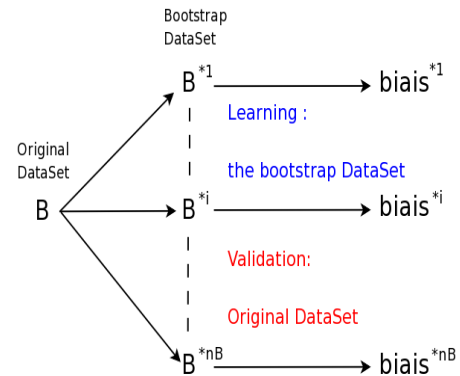 Bootstrap
DataSet
B*1
biais*1
Learning :
Original
DataSet
the bootstrap DataSet
B
B*i
biais*i
Validation:
Original DataSet
B*nB
biais*nB